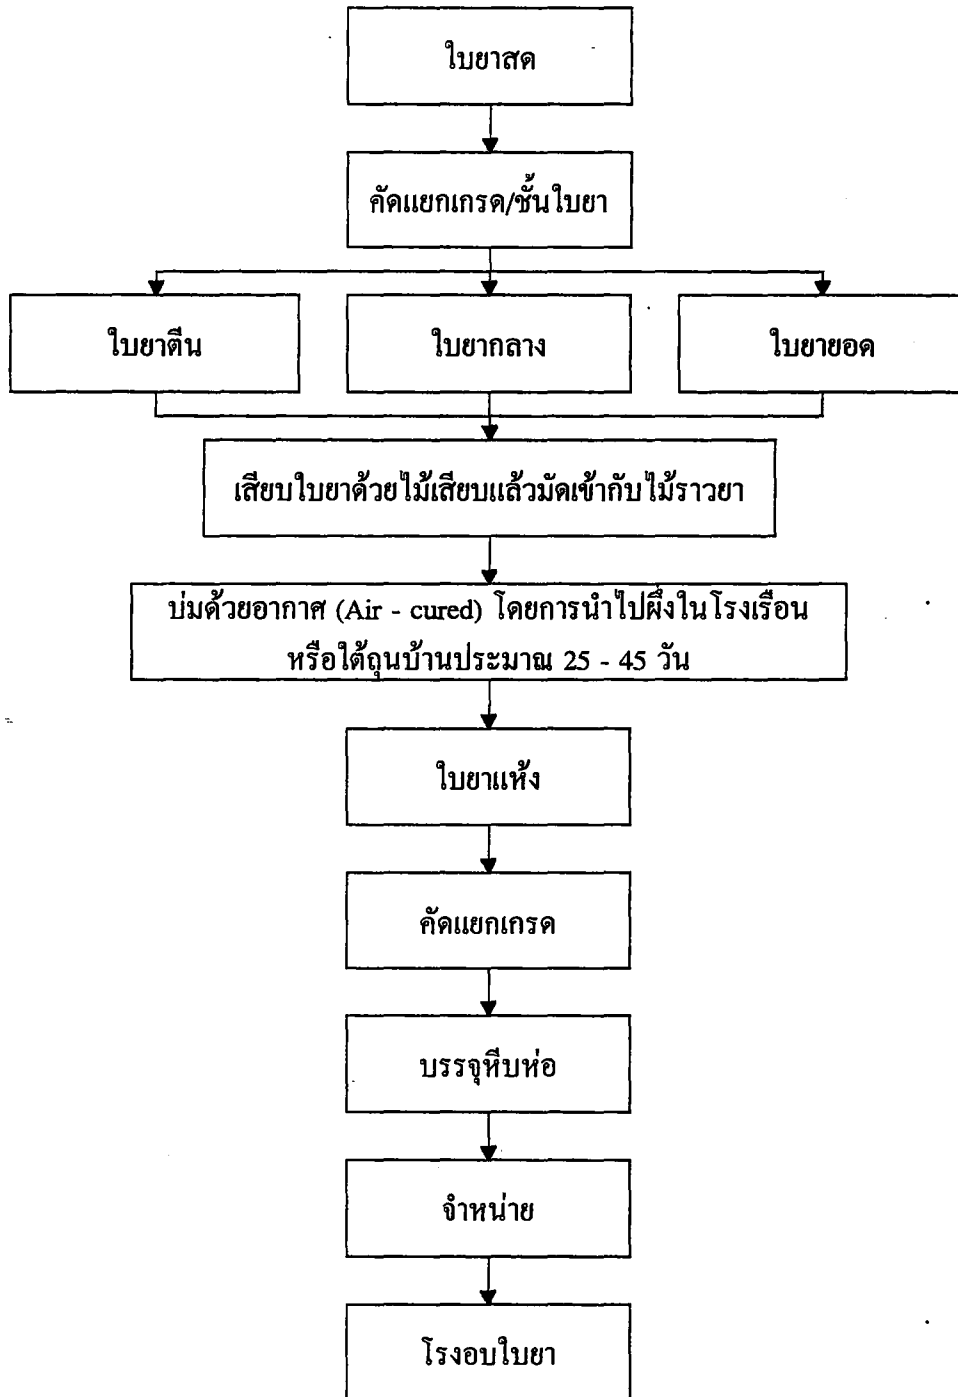 ใบยาสด
คัดแยกเกรด/ชั้นใบยา
ใบยาตีน
ใบยากลาง
ใบยายอด
เสียบใบยาด้วยไม้เสียบแล้วมัดเข้ากับไม้ราวยา
บ่มด้วยอากาศ (Air - cured) โดยการนำไปผึ่งในโรงเรือน
หรือใต้ถุนบ้านประมาณ 25 - 45 วัน
ใบยาแห้ง
คัดแยกเกรด
บรรจุหีบห่อ
จำหน่าย
โรงอบใบยา